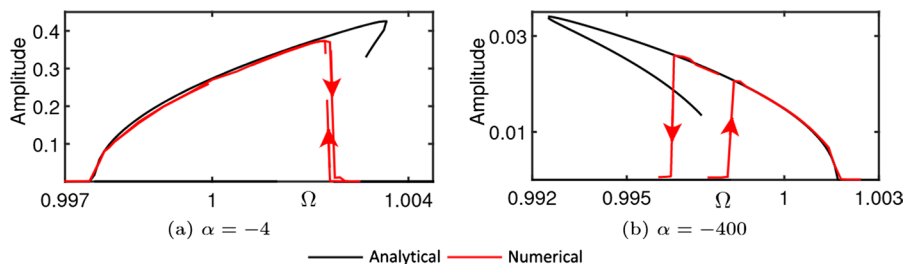 0.4
0.3
0.2
0.1
Amplitude
0.997
1
Ω
1.004
(a) α = −4
0.03
0.01
Amplitude
0.992
0.995
Ω
1
1.003
(b) α = −400
Analytical
Numerical